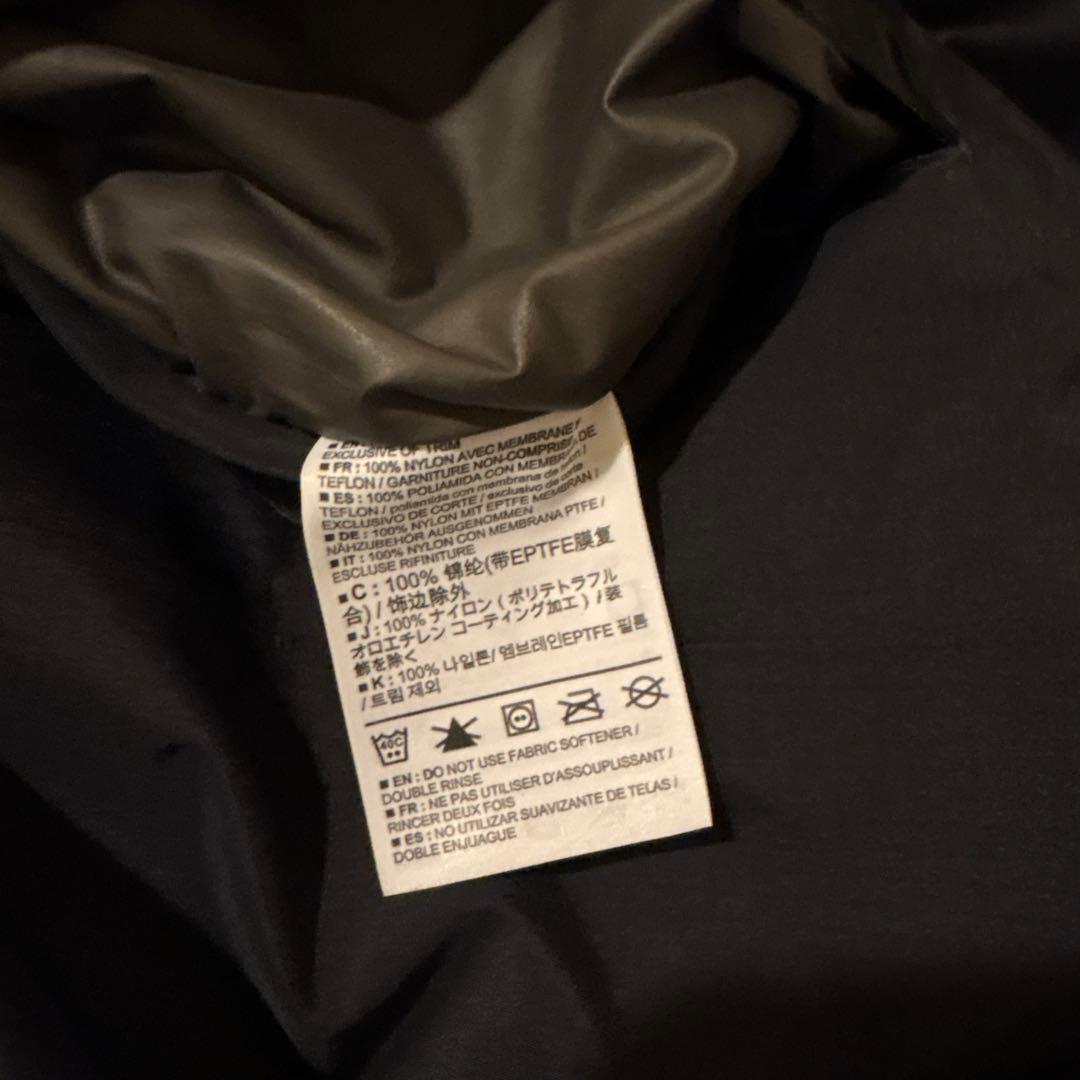 EXCLUSIVE OF TRIM
■ FR : 100% NYLON AVEC MEMBRANE
TEFLON / GARNITURE NON-COMPRISE DE
■ ES : 100% POLIAMIDA CON MEMBRANA
TEFLON / poliamida con membrana de teflon /
EXCLUSIVO DE CORTE / exclusivo de corte
■ DE : 100% NYLON MIT EPTFE MEMBRAN /
NÄHZUBEHÖR AUSGENOMMEN
■ IT : 100% NYLON CON MEMBRANA PTFE /
ESCLUSE RIFINITURE
■ C : 100% 锦纶(带EPTFE膜复
合) / 饰边除外
■ J : 100% ナイロン ( ポリテトラフル
オロエチレン コーティング加工 ) / 装
飾を除く
■ K : 100% 나일론/ 엠브레인EPTFE 필름
/ 트림 제외
40C
■ EN : DO NOT USE FABRIC SOFTENER /
DOUBLE RINSE
■ FR : NE PAS UTILISER D'ASSOUPLISSANT /
RINCER DEUX FOIS
■ ES : NO UTILIZAR SUAVIZANTE DE TELAS /
DOBLE ENJUAGUE